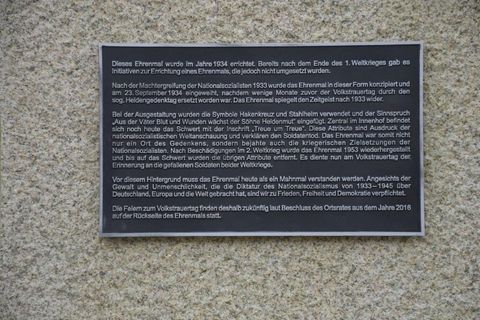 Dieses Ehrenmal wurde im Jahre 1934 errichtet. Bereits nach dem Ende des 1. Weltkrieges gab es
Initiativen zur Errichtung eines Ehrenmals, die jedoch nicht umgesetzt wurden.
Nach der Machtergreifung der Nationalsozialisten 1933 wurde das Ehrenmal in dieser Form konzipiert und
am 23. September 1934 eingeweiht, nachdem wenige Monate zuvor der Volkstrauertag durch den
sog. Heldengedenktag ersetzt worden war. Das Ehrenmal spiegelt den Zeitgeist nach 1933 wider.
Bei der Ausgestaltung wurden die Symbole Hakenkreuz und Stahlhelm verwendet und der Sinnspruch
„Aus der Väter Blut und Wunden wächst der Söhne Heldenmut" eingefügt. Zentral im Innenhof befindet
sich noch heute das Schwert mit der Inschrift „Treue um Treue". Diese Attribute sind Ausdruck der
nationalsozialistischen Weltanschauung und verklären den Soldatentod. Das Ehrenmal war somit nicht
nur ein Ort des Gedenkens, sondern bejahte auch die kriegerischen Zielsetzungen der
Nationalsozialisten. Nach Beschädigungen im 2. Weltkrieg wurde das Ehrenmal 1953 wiederhergestellt
und bis auf das Schwert wurden die übrigen Attribute entfernt. Es diente nun am Volkstrauertag der
Erinnerung an die gefallenen Soldaten beider Weltkriege.
Vor diesem Hintergrund muss das Ehrenmal heute als ein Mahnmal verstanden werden. Angesichts der
Gewalt und Unmenschlichkeit, die die Diktatur des Nationalsozialismus von 1933–1945 über
Deutschland, Europa und die Welt gebracht hat, sind wir zu Frieden, Freiheit und Demokratie verpflichtet.
Die Feiern zum Volkstrauertag finden deshalb zukünftig laut Beschluss des Ortsrates aus dem Jahre 2016
auf der Rückseite des Ehrenmals statt.